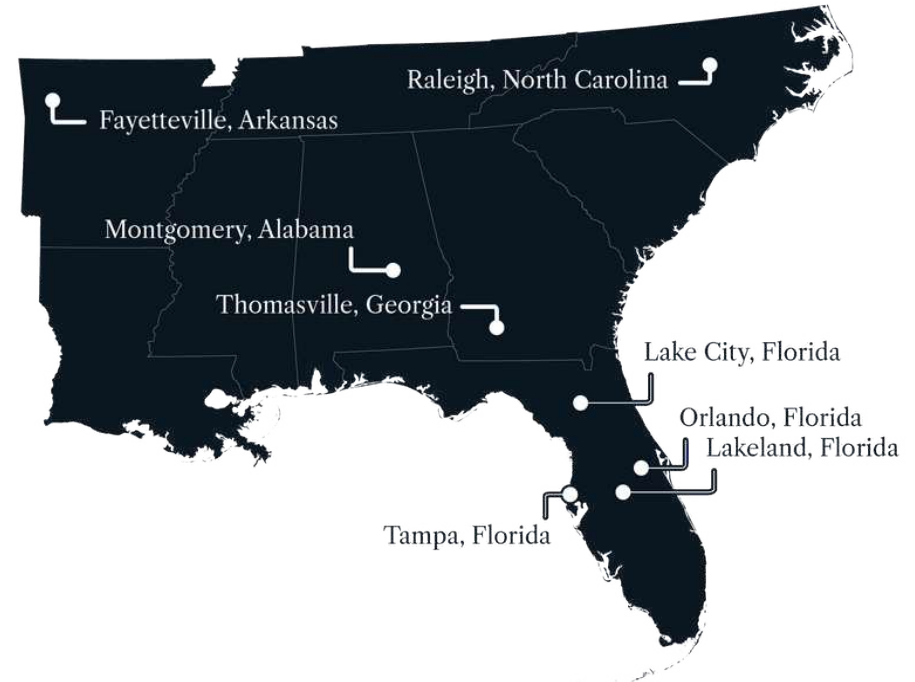 Raleigh, North Carolina
Fayetteville, Arkansas
Montgomery, Alabama
Thomasville, Georgia
Lake City, Florida
Orlando, Florida
Lakeland, Florida
Tampa, Florida